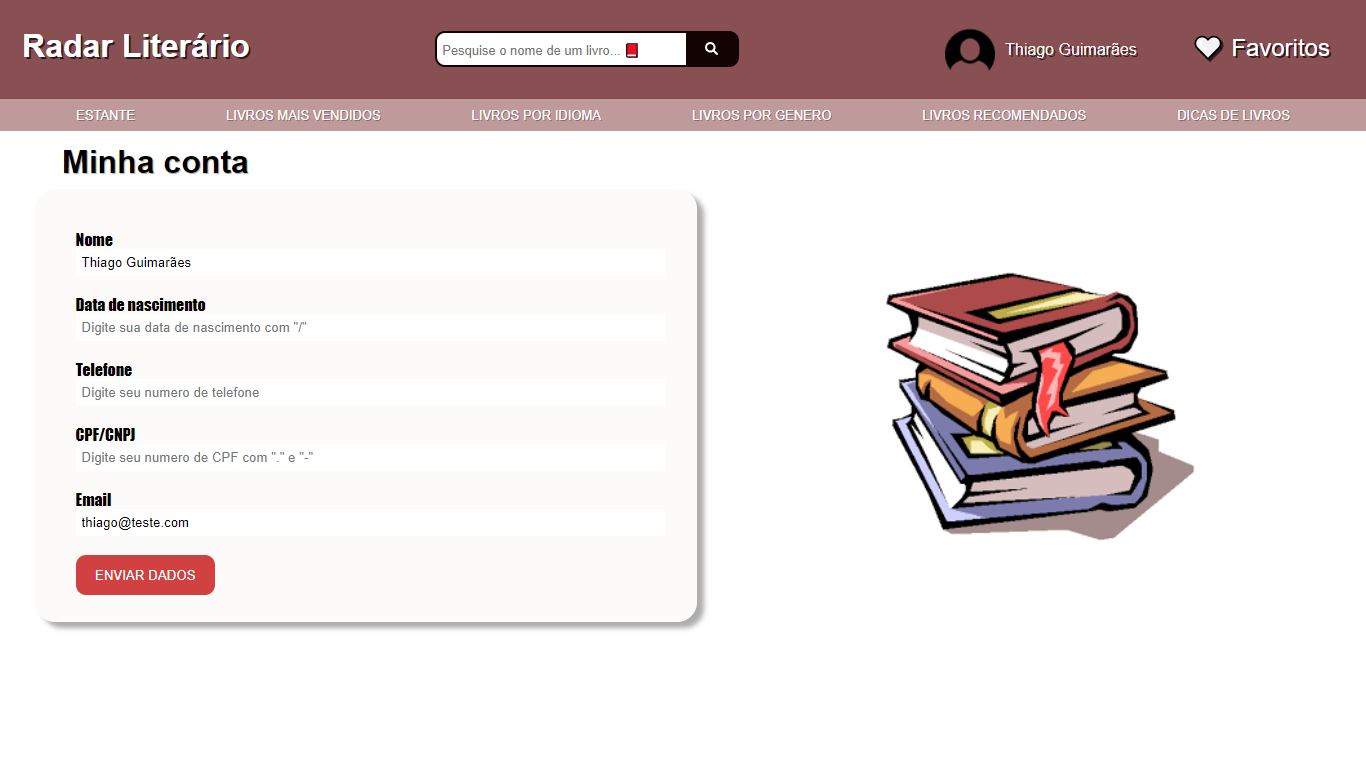 Radar Literário
Pesquise o nome de um livro... 📕
Thiago Guimarães
Favoritos
ESTANTE LIVROS MAIS VENDIDOS LIVROS POR IDIOMA LIVROS POR GENERO LIVROS RECOMENDADOS DICAS DE LIVROS
Minha conta
Nome
Thiago Guimarães
Data de nascimento
Digite sua data de nascimento com "/"
Telefone
Digite seu numero de telefone
CPF/CNPJ
Digite seu numero de CPF com "." e "-"
Email
thiago@teste.com
ENVIAR DADOS